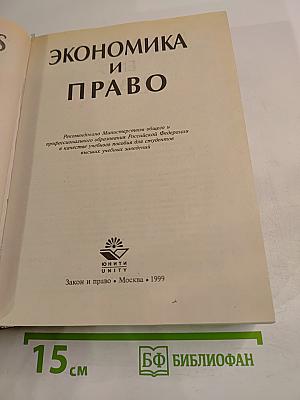 S
ЭКОНОМИКА
И
ПРАВО
Рекомендовано Министерством общего и
профессионального образования Российской Федерации
в качестве учебного пособия для студентов
высших учебных заведений
ЮНИТИ
UNITY
Закон и право • Москва • 1999
15 см
БФ БИБЛИОФАН